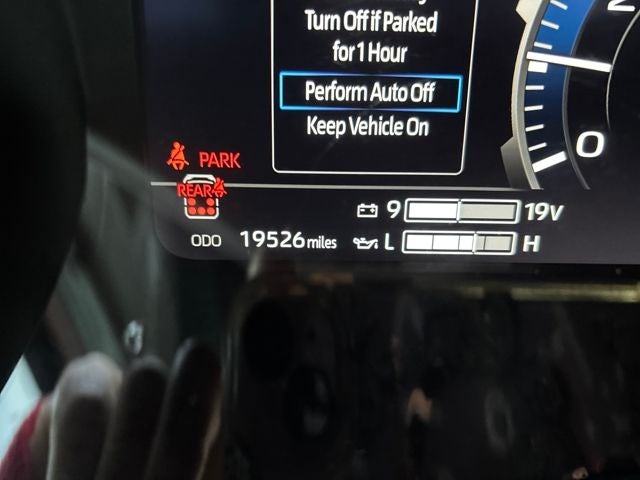 Turn Off if Parked
for 1 Hour
Perform Auto Off
Keep Vehicle On
PARK
REAR
9 19V
ODO 19526 miles L H
0